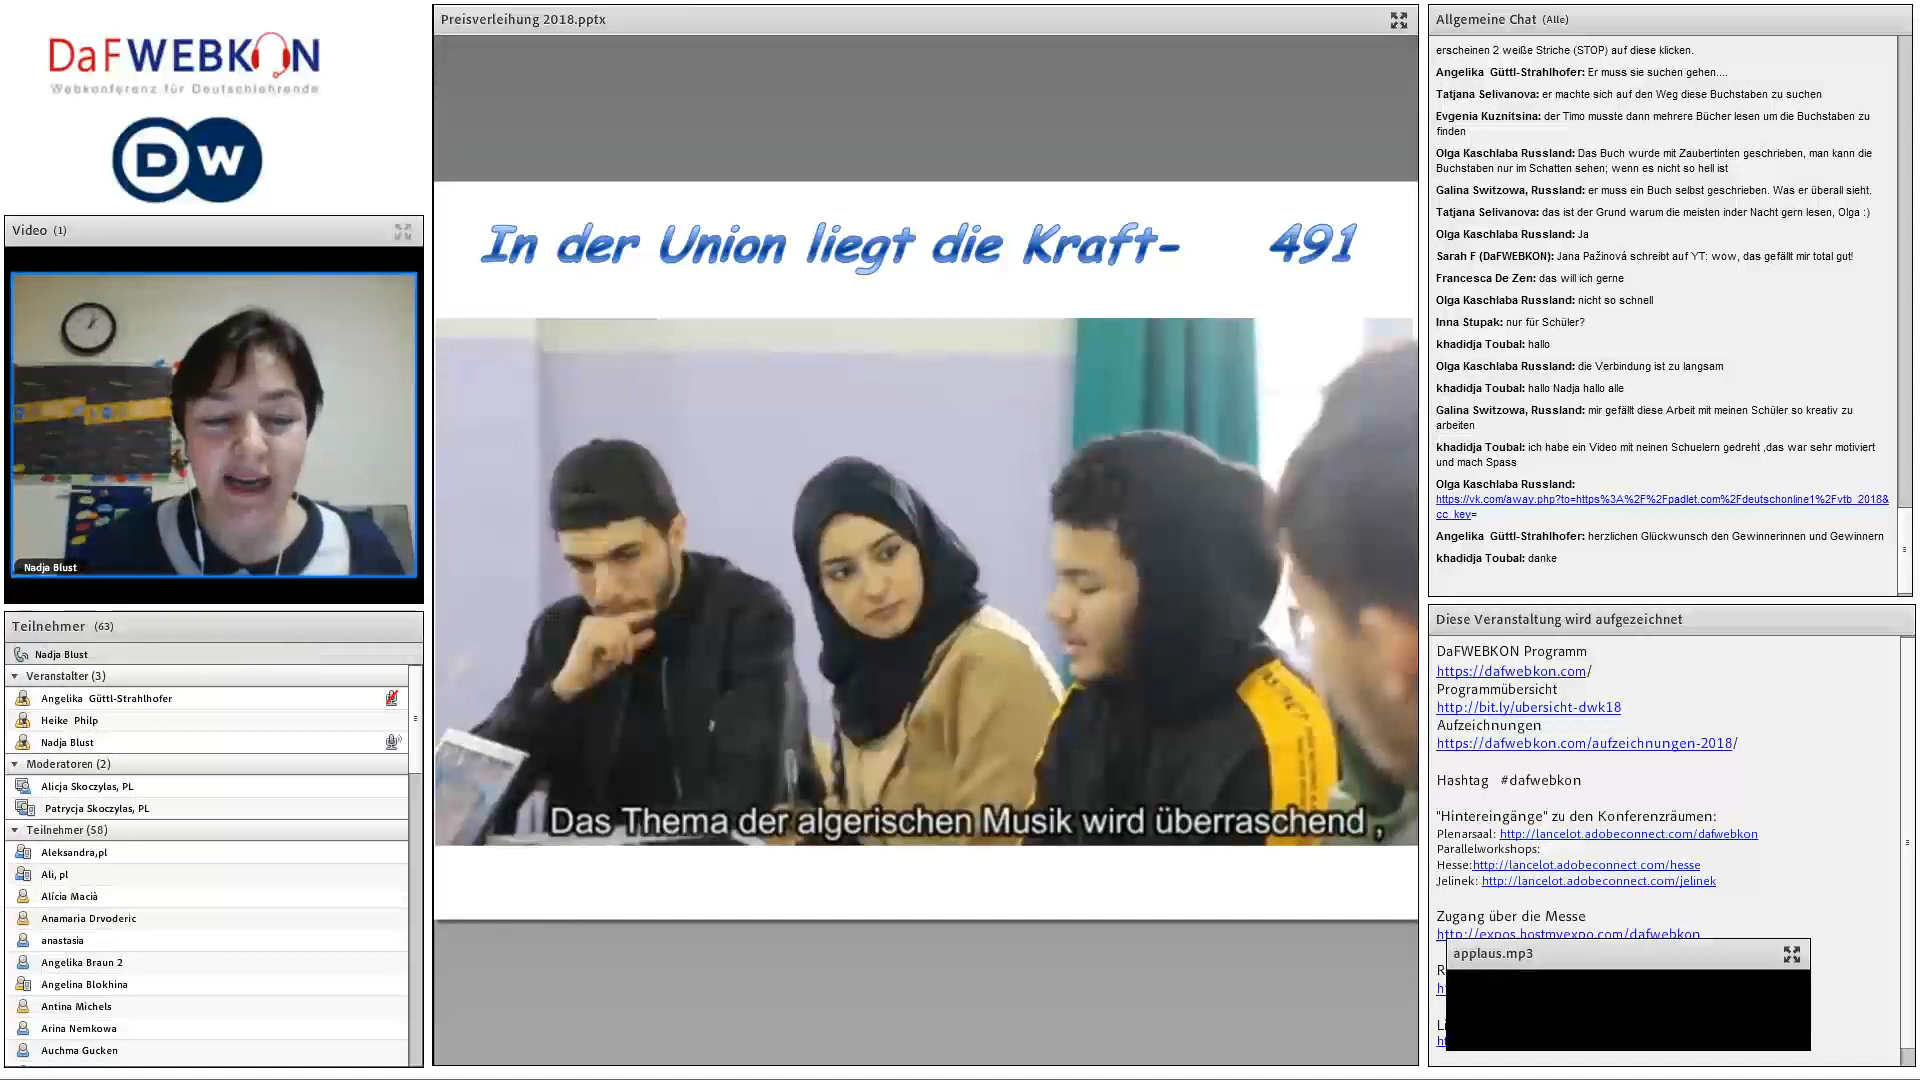 DaFWEBKON
Webkonferenz für Deutschlehrende
DW
Video (1)
Nadja Blust
Teilnehmer (63)
Nadja Blust
Veranstalter (3)
Angelika Güttl-Strahlhofer
Heike Philp
Nadja Blust
Moderatoren (2)
Alicja Skoczylas, PL
Patrycja Skoczylas, PL
Teilnehmer (58)
Aleksandra,pl
Ali, pl
Alícia Macià
Anamaria Drvoderic
anastasia
Angelika Braun 2
Angelina Blokhina
Antina Michels
Arina Nemkowa
Auchma Gucken
Preisverleihung 2018.pptx
In der Union liegt die Kraft- 491
Das Thema der algerischen Musik wird überraschend ,
Allgemeine Chat (Alle)
erscheinen 2 weiße Striche (STOP) auf diese klicken.
Angelika Güttl-Strahlhofer: Er muss sie suchen gehen....
Tatjana Selivanova: er machte sich auf den Weg diese Buchstaben zu suchen
Evgenia Kuznitsina: der Timo musste dann mehrere Bücher lesen um die Buchstaben zu
finden
Olga Kaschlaba Russland: Das Buch wurde mit Zaubertinten geschrieben, man kann die
Buchstaben nur im Schatten sehen; wenn es nicht so hell ist
Galina Switzowa, Russland: er muss ein Buch selbst geschrieben. Was er überall sieht.
Tatjana Selivanova: das ist der Grund warum die meisten inder Nacht gern lesen, Olga :)
Olga Kaschlaba Russland: Ja
Sarah F (DaFWEBKON): Jana Pažinová schreibt auf YT: wow, das gefällt mir total gut!
Francesca De Zen: das will ich gerne
Olga Kaschlaba Russland: nicht so schnell
Inna Stupak: nur für Schüler?
khadidja Toubal: hallo
Olga Kaschlaba Russland: die Verbindung ist zu langsam
khadidja Toubal: hallo Nadja hallo alle
Galina Switzowa, Russland: mir gefällt diese Arbeit mit meinen Schüler so kreativ zu
arbeiten
khadidja Toubal: ich habe ein Video mit neinen Schuelern gedreht ,das war sehr motiviert
und mach Spass
Olga Kaschlaba Russland:
https://vk.com/away.php?to=https%3A%2F%2Fpadlet.com%2Fdeutschonline1%2Fvtb_2018&
cc_key=
Angelika Güttl-Strahlhofer: herzlichen Glückwunsch den Gewinnerinnen und Gewinnern
khadidja Toubal: danke
Diese Veranstaltung wird aufgezeichnet
DaFWEBKON Programm
https://dafwebkon.com/
Programmübersicht
http://bit.ly/ubersicht-dwk18
Aufzeichnungen
https://dafwebkon.com/aufzeichnungen-2018/
Hashtag #dafwebkon
"Hintereingänge" zu den Konferenzräumen:
Plenarsaal: http://lancelot.adobeconnect.com/dafwebkon
Parallelworkshops:
Hesse:http://lancelot.adobeconnect.com/hesse
Jelinek: http://lancelot.adobeconnect.com/jelinek
Zugang über die Messe
http://expos.hostmyexpo.com/dafwebkon
applaus.mp3